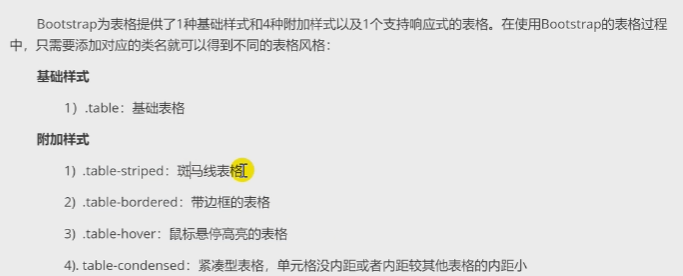 Bootstrap为表格提供了1种基础样式和4种附加样式以及1个支持响应式的表格。在使用Bootstrap的表格过程
中，只需要添加对应的类名就可以得到不同的表格风格：
基础样式
1）.table：基础表格
附加样式
1）.table-striped：斑马线表格
2）.table-bordered：带边框的表格
3）.table-hover：鼠标悬停高亮的表格
4). table-condensed：紧凑型表格，单元格没内距或者内距较其他表格的内距小